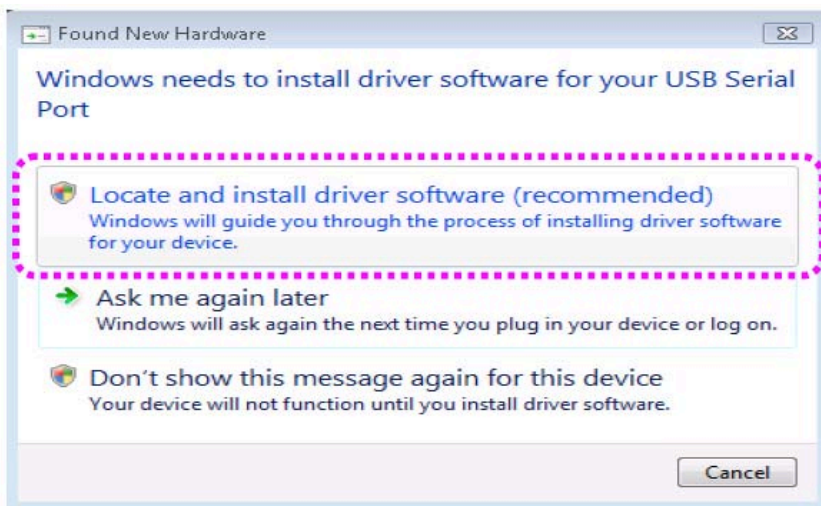 Found New Hardware
Windows needs to install driver software for your USB Serial
Port
Locate and install driver software (recommended)
Windows will guide you through the process of installing driver software
for your device.
Ask me again later
Windows will ask again the next time you plug in your device or log on.
Don't show this message again for this device
Your device will not function until you install driver software.
Cancel